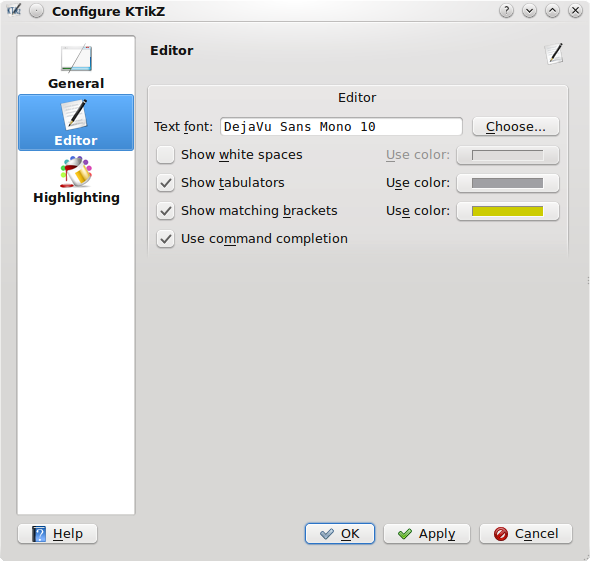 Configure KTikZ
General
Editor
Highlighting
Editor
Editor
Text font: DejaVu Sans Mono 10 Choose...
Show white spaces Use color:
Show tabulators Use color:
Show matching brackets Use color:
Use command completion
Help OK Apply Cancel